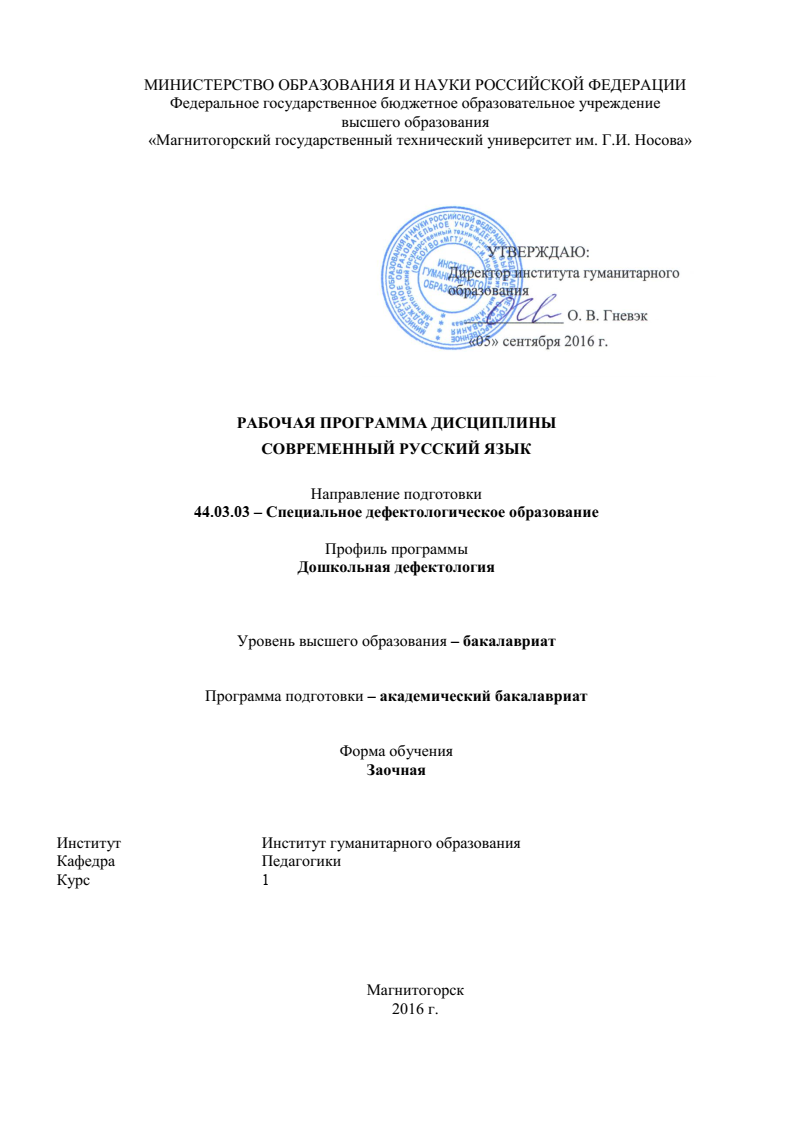 МИНИСТЕРСТВО ОБРАЗОВАНИЯ И НАУКИ РОССИЙСКОЙ ФЕДЕРАЦИИ
Федеральное государственное бюджетное образовательное учреждение
высшего образования
«Магнитогорский государственный технический университет им. Г.И. Носова»
УТВЕРЖДАЮ:
Директор института гуманитарного
образования
О. В. Гневэк
«05» сентября 2016 г.
ИНСТИТУТ
ГУМАНИТАРНОГО
ОБРАЗОВАНИЯ
РАБОЧАЯ ПРОГРАММА ДИСЦИПЛИНЫ
СОВРЕМЕННЫЙ РУССКИЙ ЯЗЫК
Направление подготовки
44.03.03 – Специальное дефектологическое образование
Профиль программы
Дошкольная дефектология
Уровень высшего образования – бакалавриат
Программа подготовки – академический бакалавриат
Форма обучения
Заочная
Институт Институт гуманитарного образования
Кафедра Педагогики
Курс 1
Магнитогорск
2016 г.